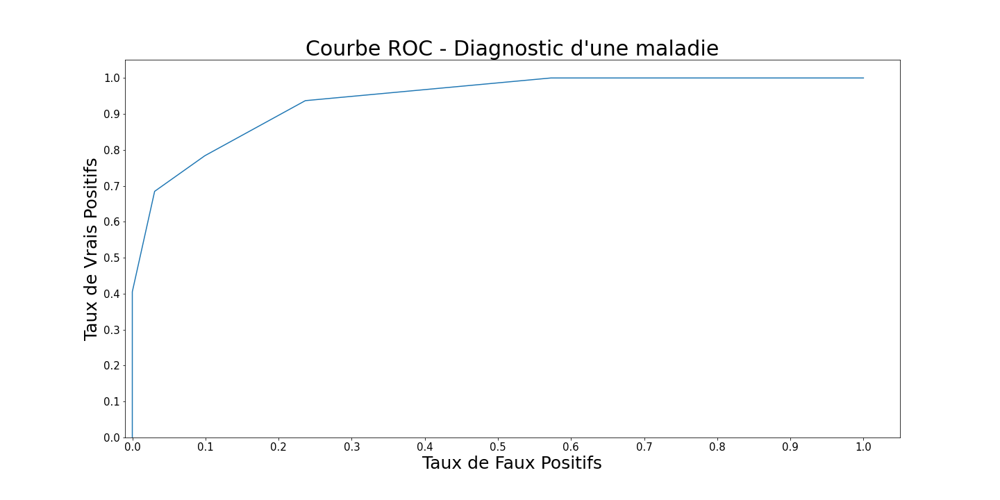 Courbe ROC - Diagnostic d'une maladie
Taux de Vrais Positifs
1.0
0.9
0.8
0.7
0.6
0.5
0.4
0.3
0.2
0.1
0.0
0.0 0.1 0.2 0.3 0.4 0.5 0.6 0.7 0.8 0.9 1.0
Taux de Faux Positifs